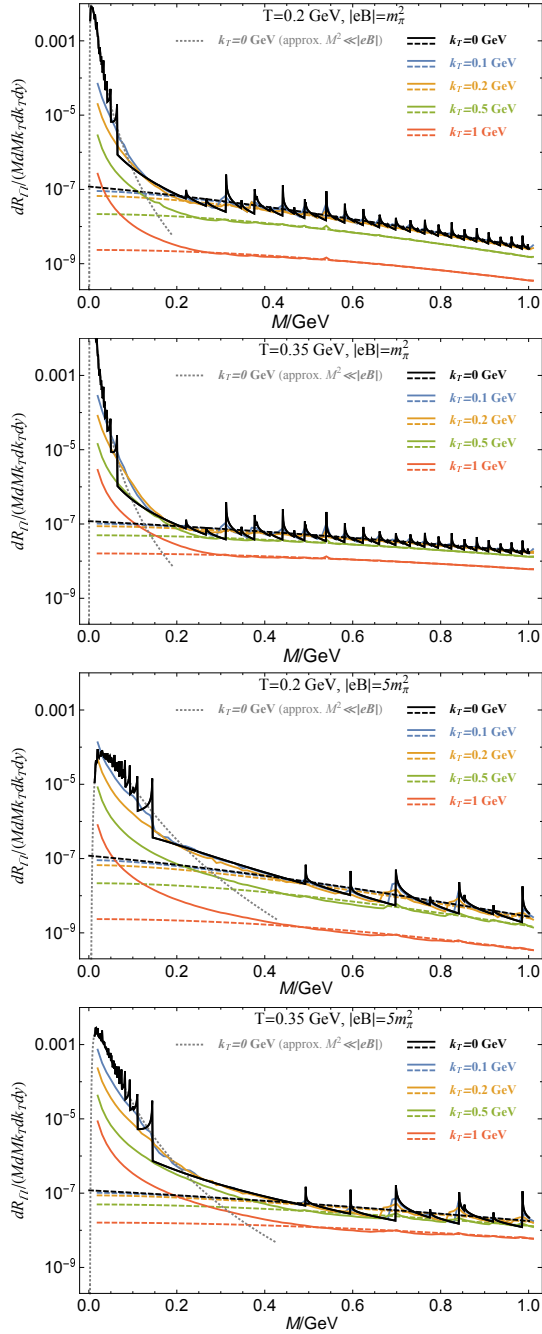 T=0.2 GeV, |eB|=m_π^2
k_T=0 GeV (approx. M^2≪|eB|)
k_T=0 GeV
k_T=0.1 GeV
k_T=0.2 GeV
k_T=0.5 GeV
k_T=1 GeV
dR_{l\bar{l}}/(MdMk_Tdk_Tdy)
0.001
10^-5
10^-7
10^-9
0.0 0.2 0.4 0.6 0.8 1.0
M/GeV
T=0.35 GeV, |eB|=m_π^2
k_T=0 GeV (approx. M^2≪|eB|)
k_T=0 GeV
k_T=0.1 GeV
k_T=0.2 GeV
k_T=0.5 GeV
k_T=1 GeV
dR_{l\bar{l}}/(MdMk_Tdk_Tdy)
0.001
10^-5
10^-7
10^-9
0.0 0.2 0.4 0.6 0.8 1.0
M/GeV
T=0.2 GeV, |eB|=5m_π^2
k_T=0 GeV (approx. M^2≪|eB|)
k_T=0 GeV
k_T=0.1 GeV
k_T=0.2 GeV
k_T=0.5 GeV
k_T=1 GeV
dR_{l\bar{l}}/(MdMk_Tdk_Tdy)
0.001
10^-5
10^-7
10^-9
0.0 0.2 0.4 0.6 0.8 1.0
M/GeV
T=0.35 GeV, |eB|=5m_π^2
k_T=0 GeV (approx. M^2≪|eB|)
k_T=0 GeV
k_T=0.1 GeV
k_T=0.2 GeV
k_T=0.5 GeV
k_T=1 GeV
dR_{l\bar{l}}/(MdMk_Tdk_Tdy)
0.001
10^-5
10^-7
10^-9
0.0 0.2 0.4 0.6 0.8 1.0
M/GeV